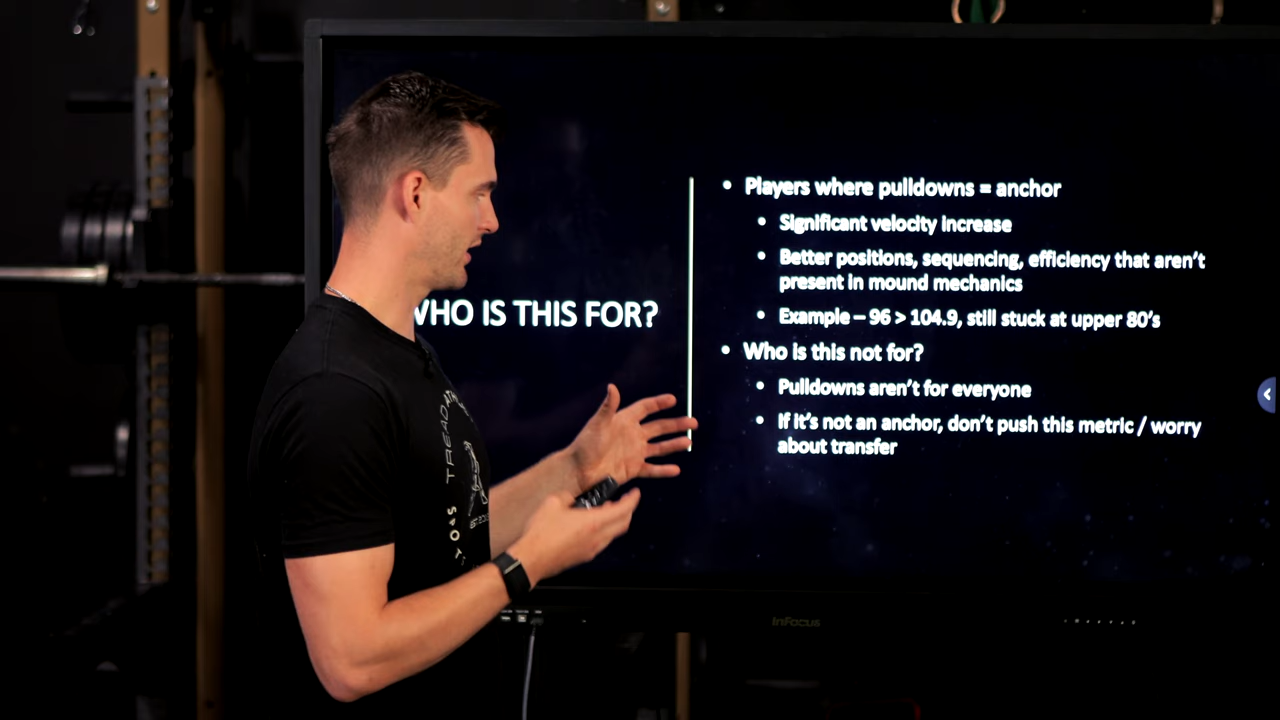 WHO IS THIS FOR?
• Players where pulldowns = anchor
• Significant velocity increase
• Better positions, sequencing, efficiency that aren't
present in mound mechanics
• Example – 96 > 104.9, still stuck at upper 80's
• Who is this not for?
• Pulldowns aren't for everyone
• If it's not an anchor, don't push this metric / worry
about transfer
InFocus